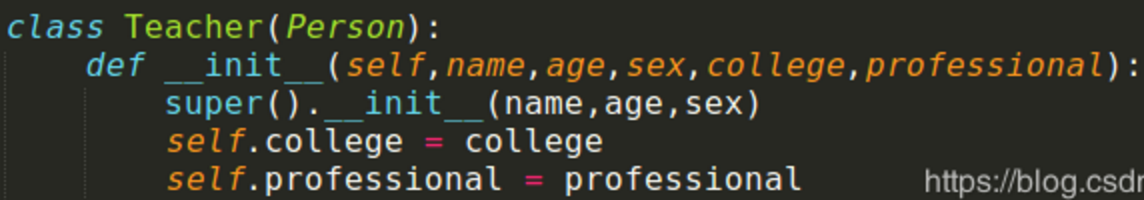 class Teacher(Person):
    def __init__(self,name,age,sex,college,professional):
        super().__init__(name,age,sex)
        self.college = college
        self.professional = professional
https://blog.csdr